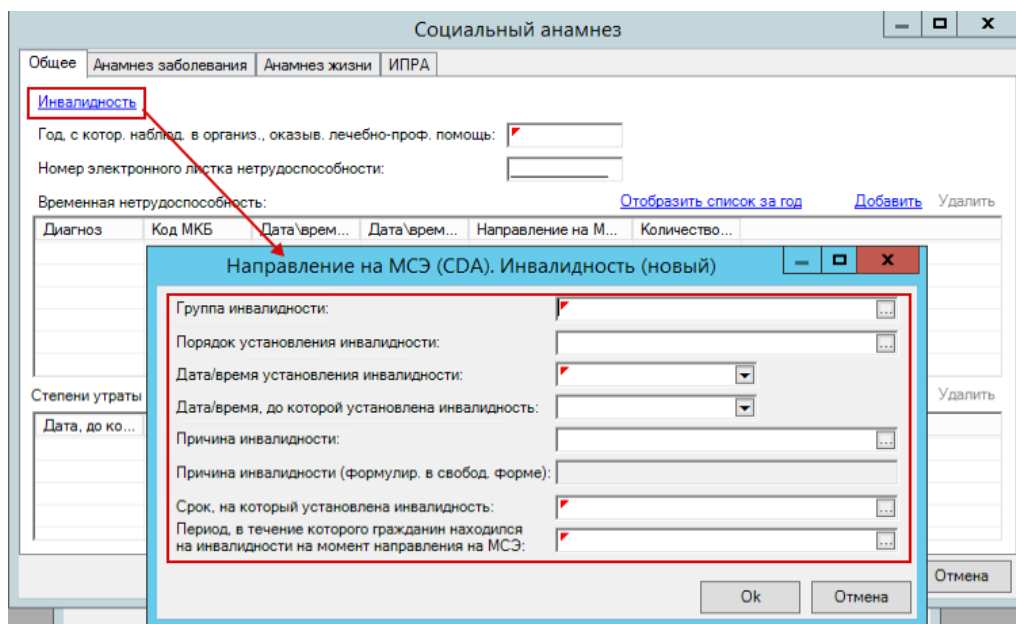 Социальный анамнез
Общее Анамнез заболевания Анамнез жизни ИПРА
Инвалидность
Год, с котор. наблюд. в организ., оказыв. лечебно-проф. помощь:
Номер электронного листка нетрудоспособности:
Временная нетрудоспособность: Отобразить список за год Добавить Удалить
Диагноз Код МКБ Дата\врем... Дата\врем... Направление на М... Количество...
Направление на МСЭ (CDA). Инвалидность (новый)
Группа инвалидности:
Порядок установления инвалидности:
Дата/время установления инвалидности:
Степени утраты Удалить
Дата/время, до которой установлена инвалидность:
Дата, до ко...
Причина инвалидности:
Причина инвалидности (формулир. в свобод. форме):
Срок, на который установлена инвалидность:
Период, в течение которого гражданин находился
на инвалидности на момент направления на МСЭ:
Отмена
Ok Отмена